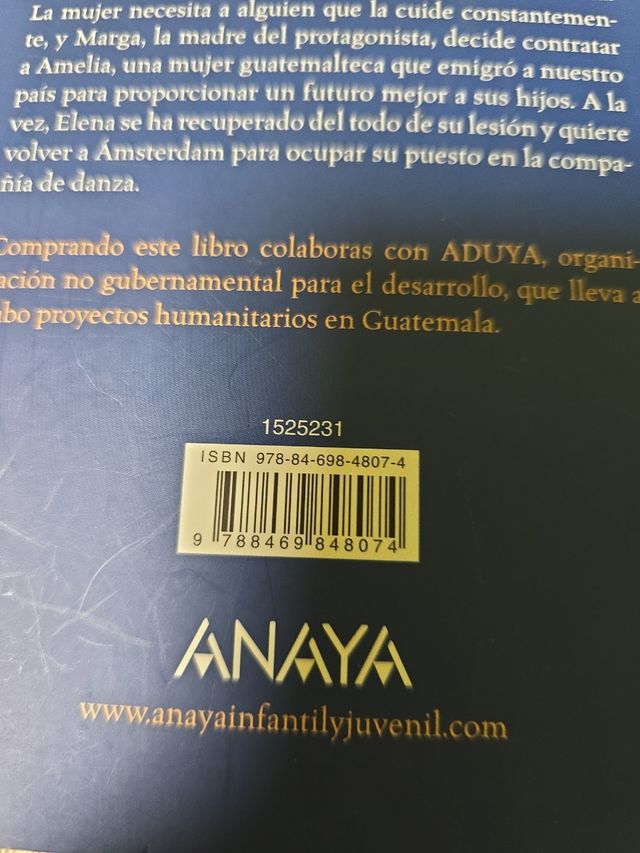 La mujer necesita a alguien que la cuide constantemen-
te, y Marga, la madre del protagonista, decide contratar
a Amelia, una mujer guatemalteca que emigró a nuestro
país para proporcionar un futuro mejor a sus hijos. A la
vez, Elena se ha recuperado del todo de su lesión y quiere
volver a Ámsterdam para ocupar su puesto en la compa-
ñía de danza.
Comprando este libro colaboras con ADUYA, organi-
ación no gubernamental para el desarrollo, que lleva a
abo proyectos humanitarios en Guatemala.
1525231
ISBN 978-84-698-4807-4
9 788469 848074
ANAYA
www.anayainfantilyjuvenil.com